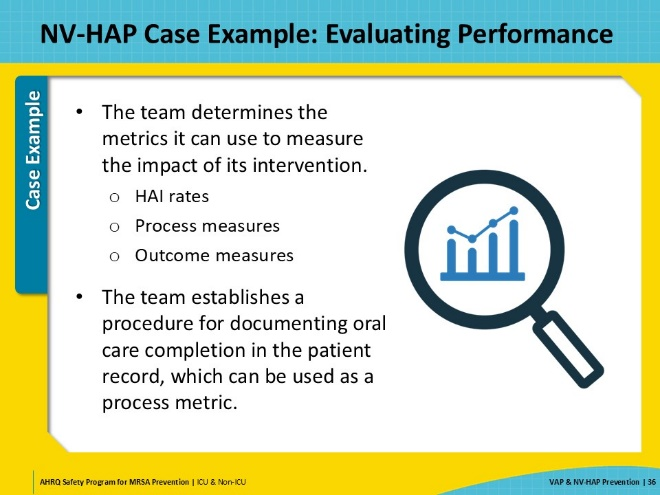 NV-HAP Case Example: Evaluating Performance
Case Example
• The team determines the
metrics it can use to measure
the impact of its intervention.
o HAI rates
o Process measures
o Outcome measures
• The team establishes a
procedure for documenting oral
care completion in the patient
record, which can be used as a
process metric.
AHRQ Safety Program for MRSA Prevention | ICU & Non-ICU
VAP & NV-HAP Prevention | 36